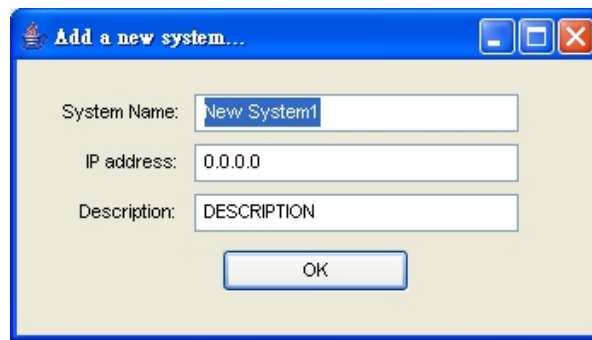 Add a new system...
System Name: New System1
IP address: 0.0.0.0
Description: DESCRIPTION
OK